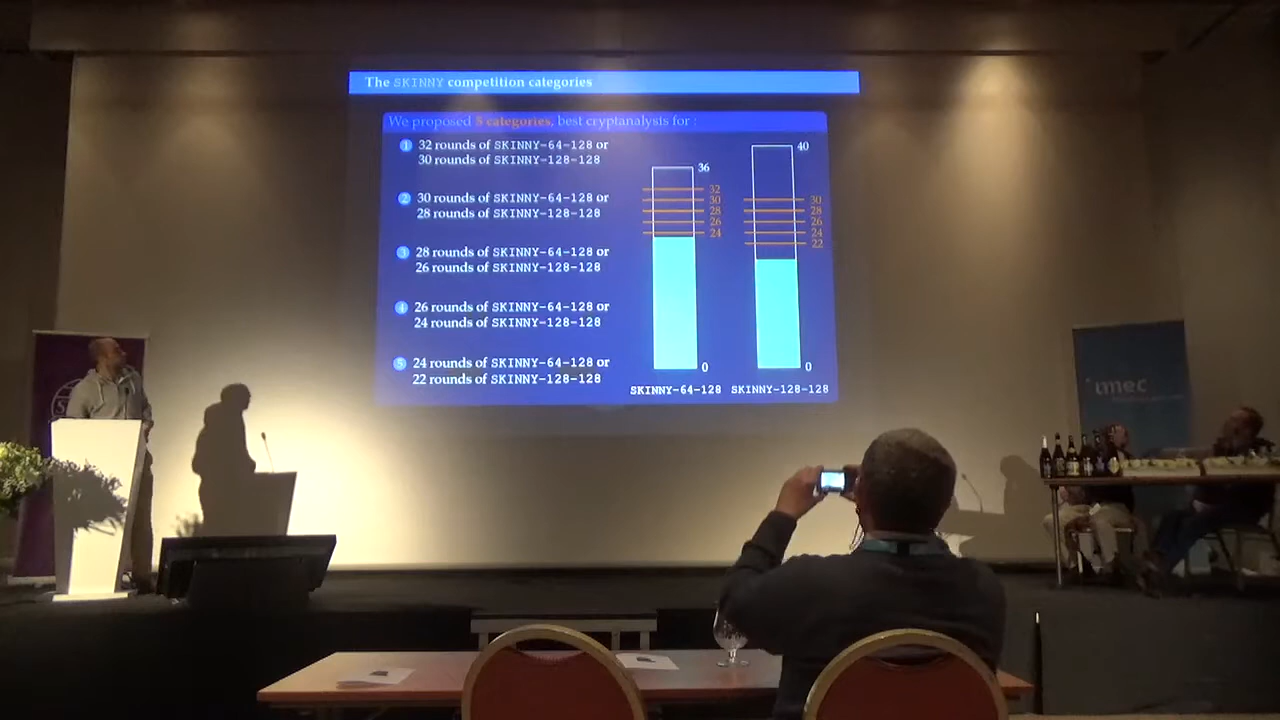 The SKINNY competition categories
We proposed 5 categories, best cryptanalysis for :
1 32 rounds of SKINNY-64-128 or
30 rounds of SKINNY-128-128
2 30 rounds of SKINNY-64-128 or
28 rounds of SKINNY-128-128
3 28 rounds of SKINNY-64-128 or
26 rounds of SKINNY-128-128
4 26 rounds of SKINNY-64-128 or
24 rounds of SKINNY-128-128
5 24 rounds of SKINNY-64-128 or
22 rounds of SKINNY-128-128
36
32
30
28
26
24
0
SKINNY-64-128
40
30
28
26
24
22
0
SKINNY-128-128
imec